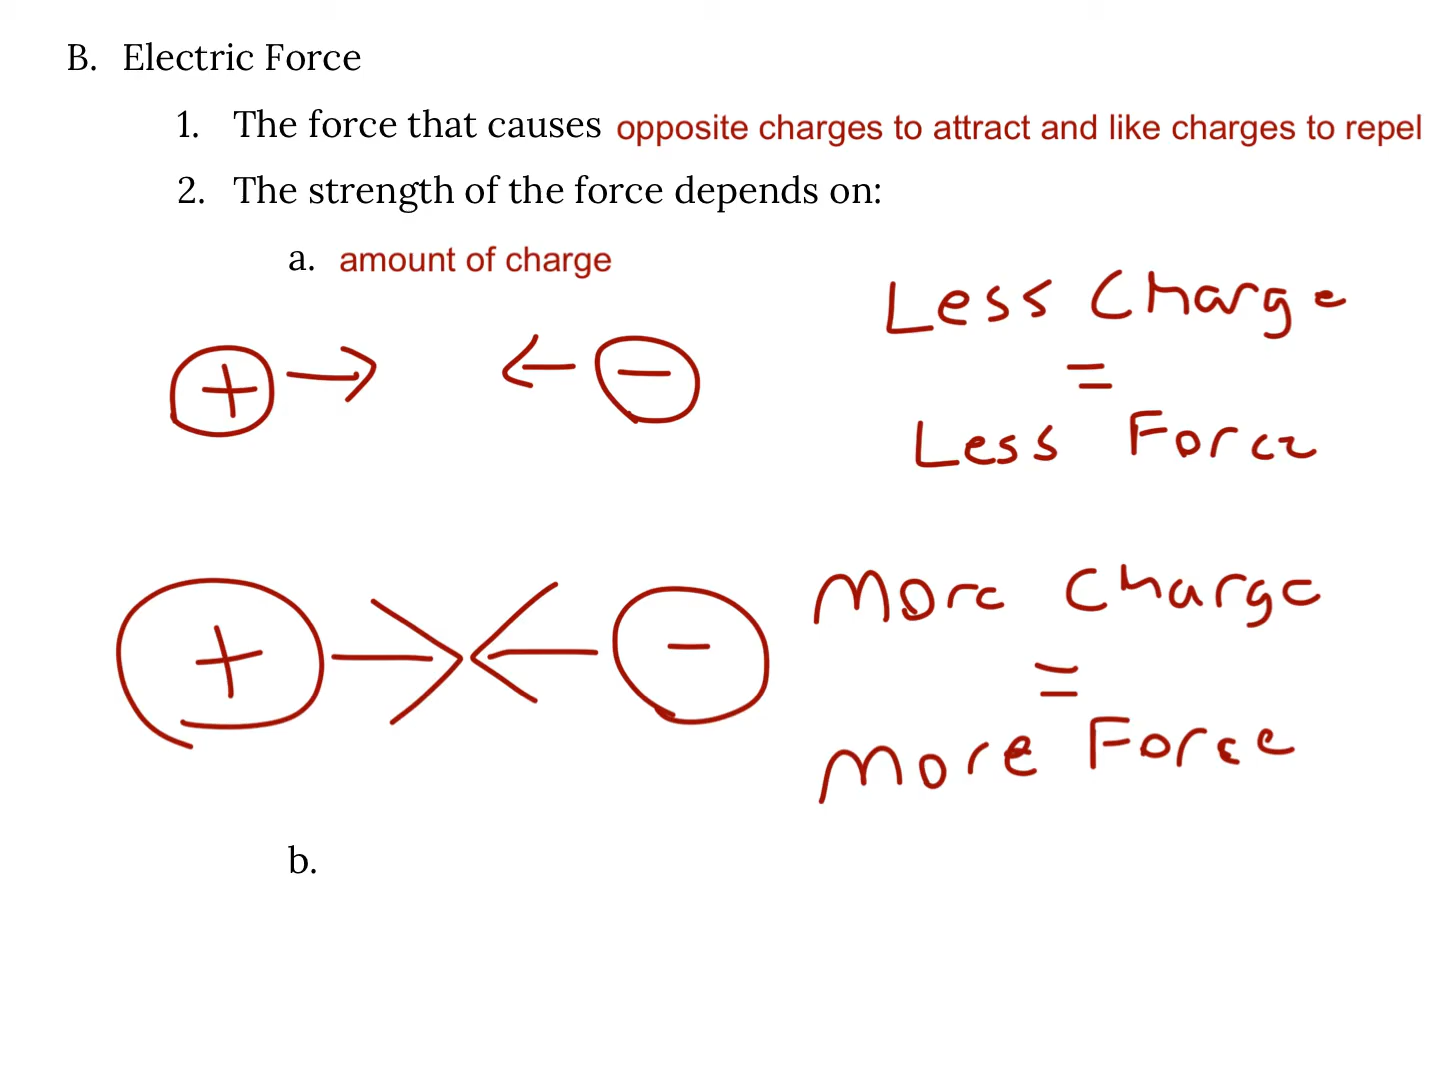 B. Electric Force
1. The force that causes opposite charges to attract and like charges to repel
2. The strength of the force depends on:
a. amount of charge
Less Charge
=
Less Force
+ → ← −
More Charge
=
More Force
+ → ← −
b.